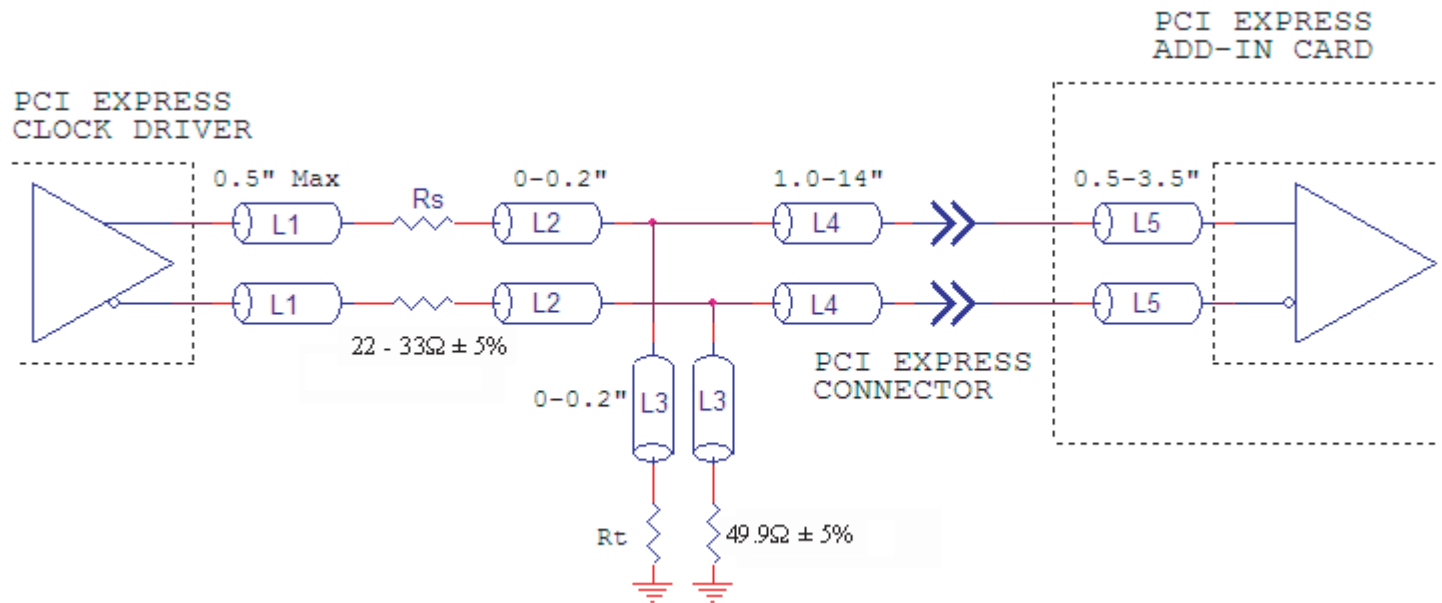 PCI EXPRESS
ADD-IN CARD
PCI EXPRESS
CLOCK DRIVER
0.5" Max
Rs
0-0.2"
1.0-14"
0.5-3.5"
L1
L2
L4
L5
L1
L2
L4
L5
22 - 33Ω ± 5%
PCI EXPRESS
CONNECTOR
0-0.2"
L3
L3
Rt
49.9Ω ± 5%